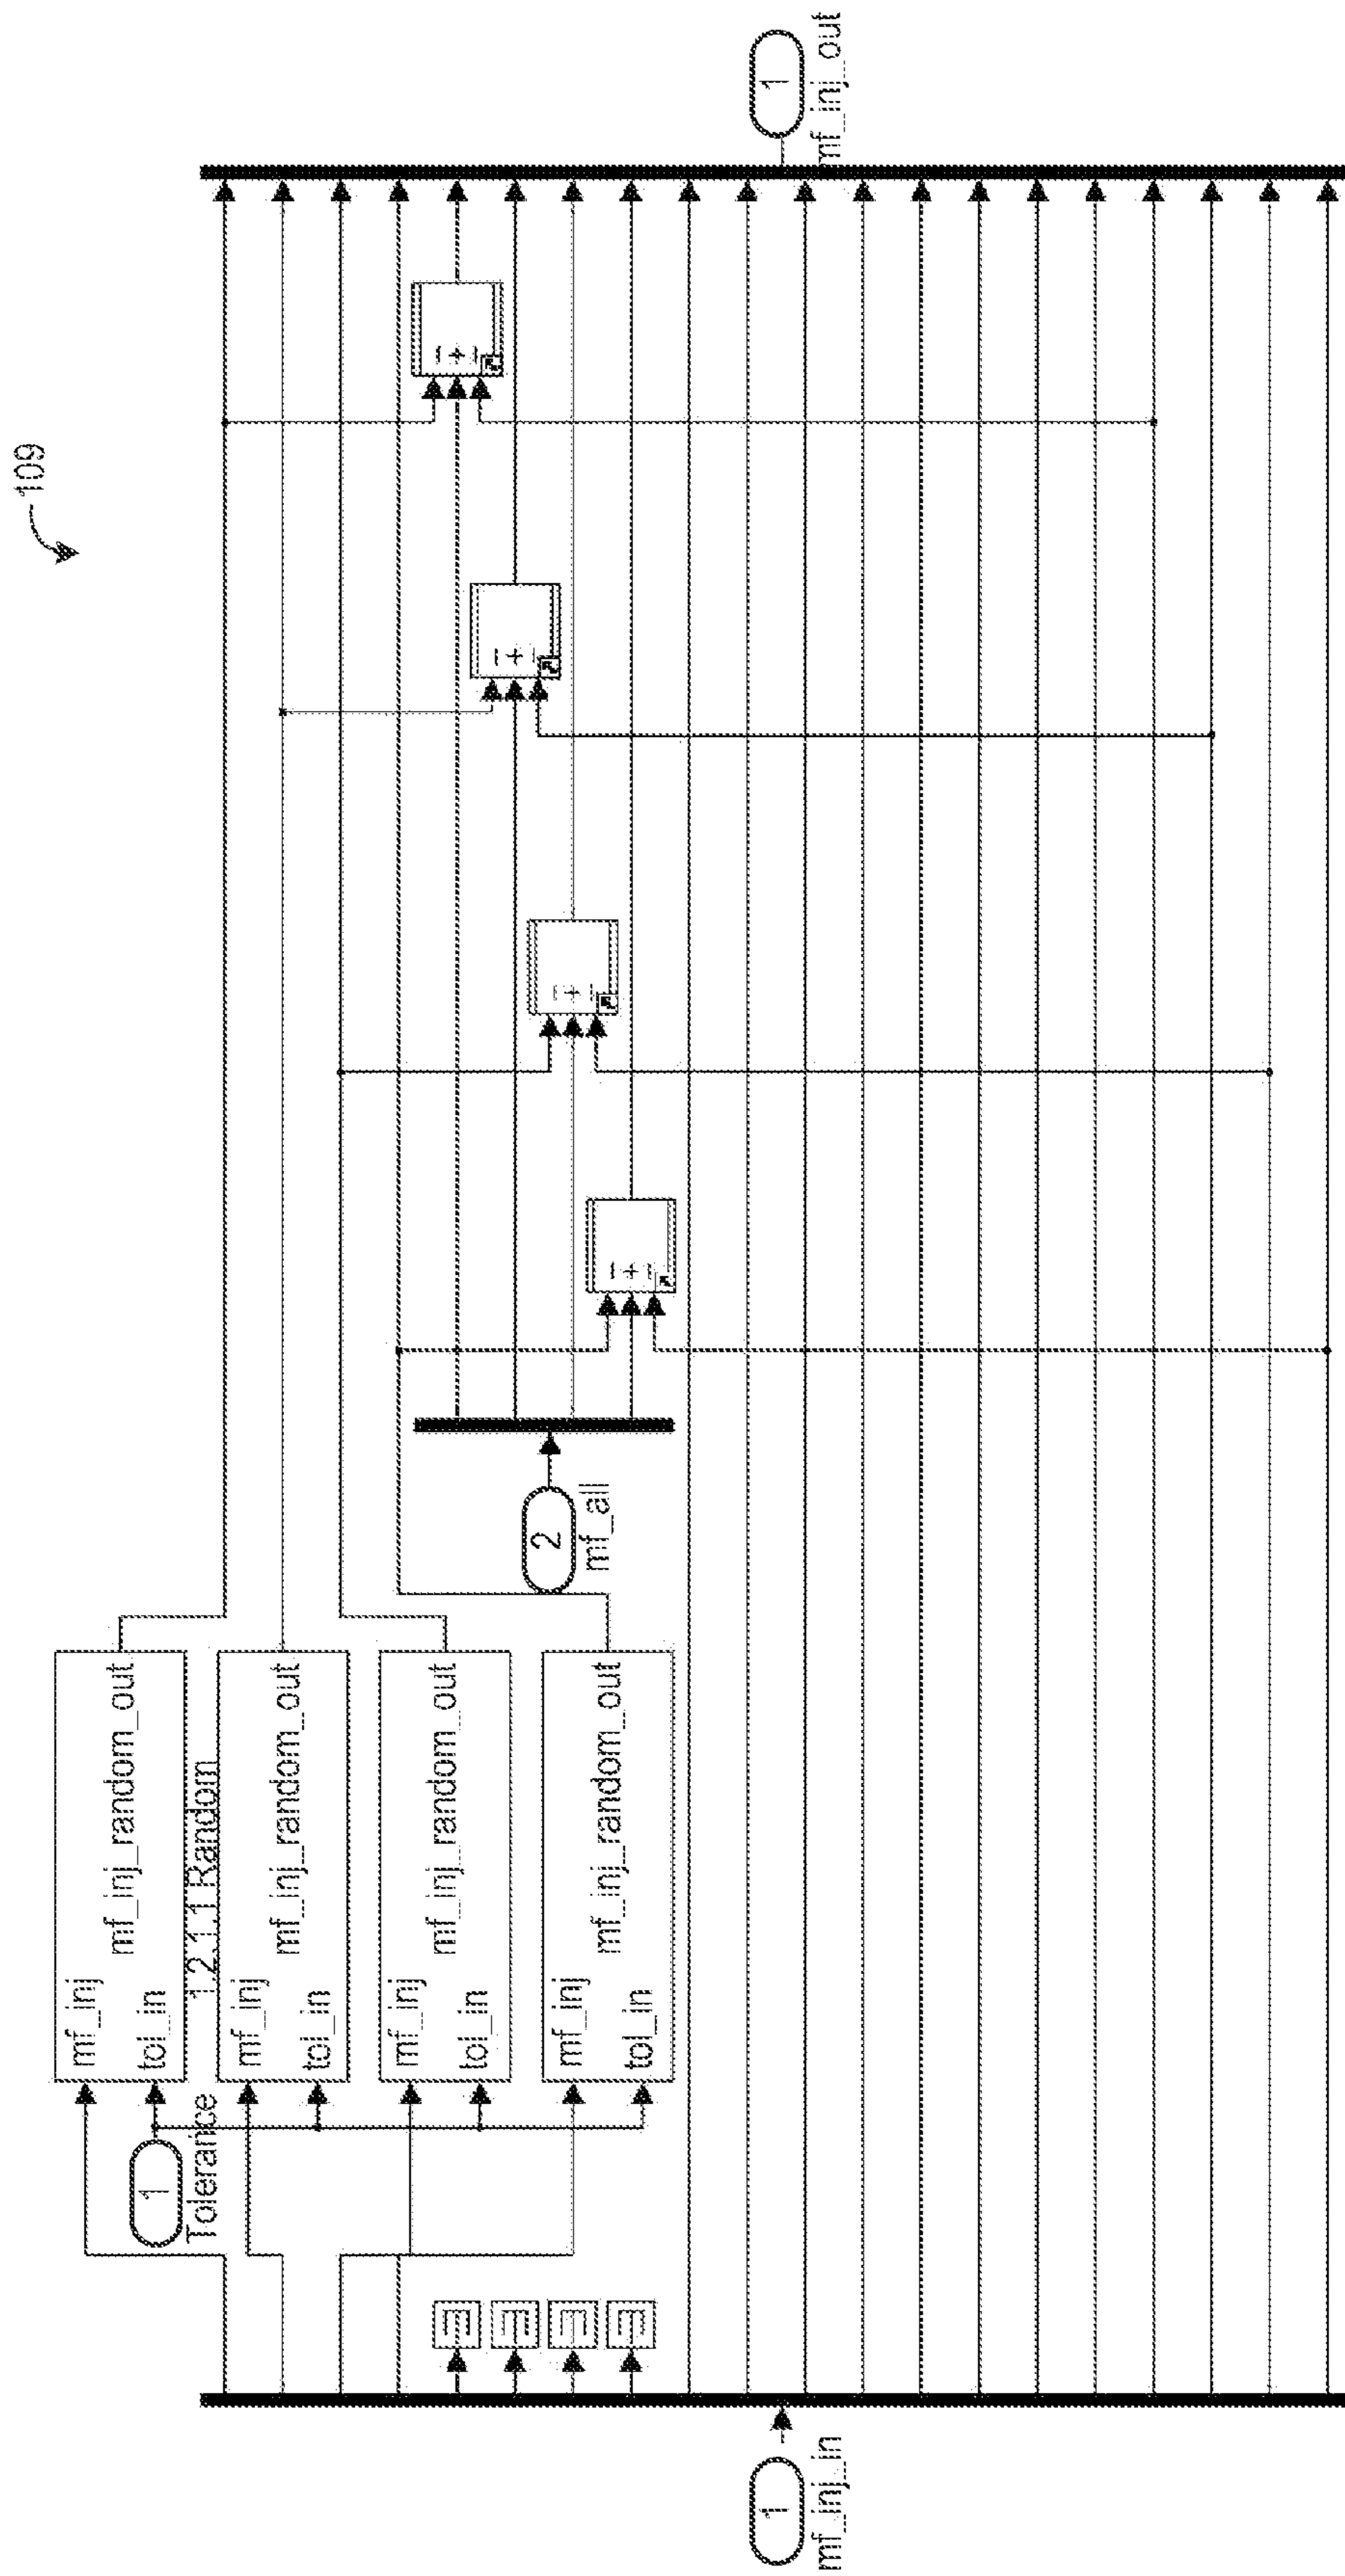 109
mf_inj
mf_inj_random_out
tol_in
1
Tolerance
1.2.1.1 Random
mf_inj
mf_inj_random_out
tol_in
mf_inj
mf_inj_random_out
tol_in
mf_inj
mf_inj_random_out
tol_in
2
mf_all
− + −
− + −
− + −
− + −
1
mf_inj_in
1
mf_inj_out